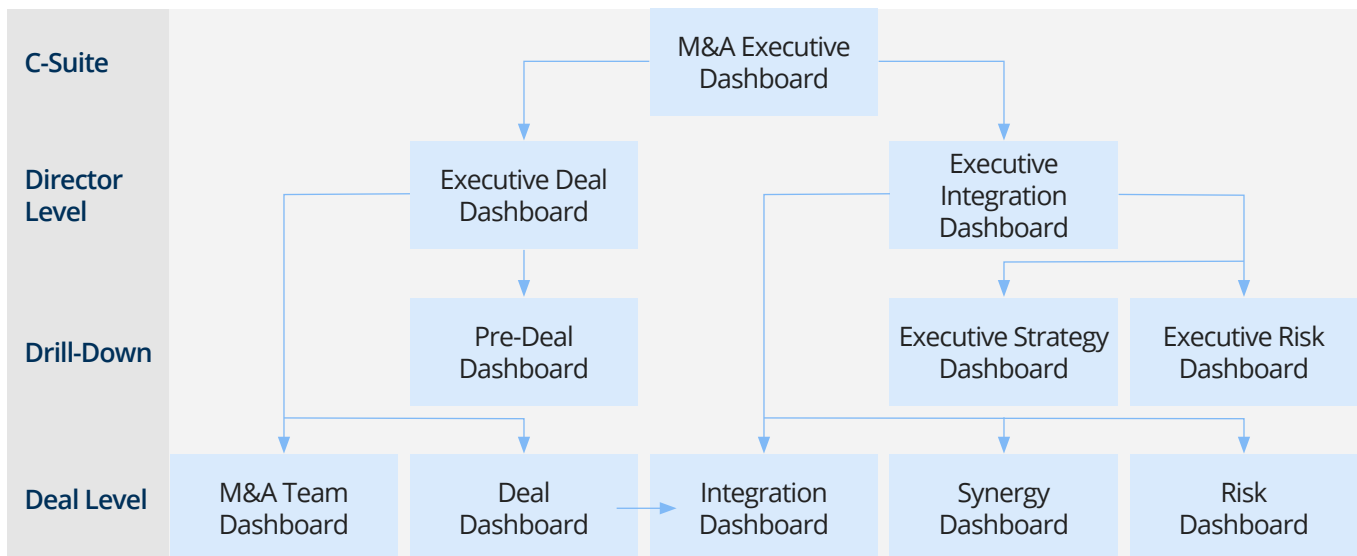 C-Suite
M&A Executive
Dashboard
Director
Level
Executive Deal
Dashboard
Executive
Integration
Dashboard
Drill-Down
Pre-Deal
Dashboard
Executive Strategy
Dashboard
Executive Risk
Dashboard
Deal Level
M&A Team
Dashboard
Deal
Dashboard
Integration
Dashboard
Synergy
Dashboard
Risk
Dashboard